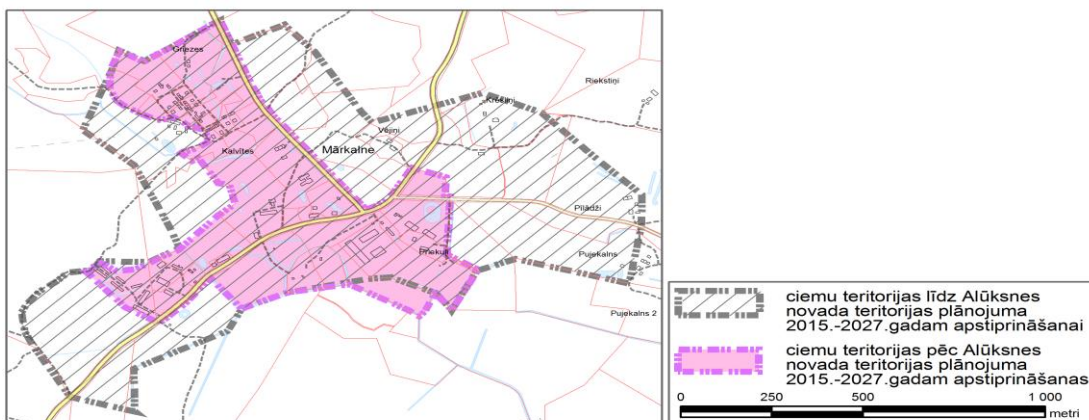 Griezes
Riekstiņi
Krēsliņi
Vējiņi
Kalvītes
Mārkalne
Pīlādži
Priekuļi
Pujekalns
Pujekalns 2
ciemu teritorijas līdz Alūksnes
novada teritorijas plānojuma
2015.-2027.gadam apstiprināšanai
ciemu teritorijas pēc Alūksnes
novada teritorijas plānojuma
2015.-2027.gadam apstiprināšanas
0 250 500 1 000
metri